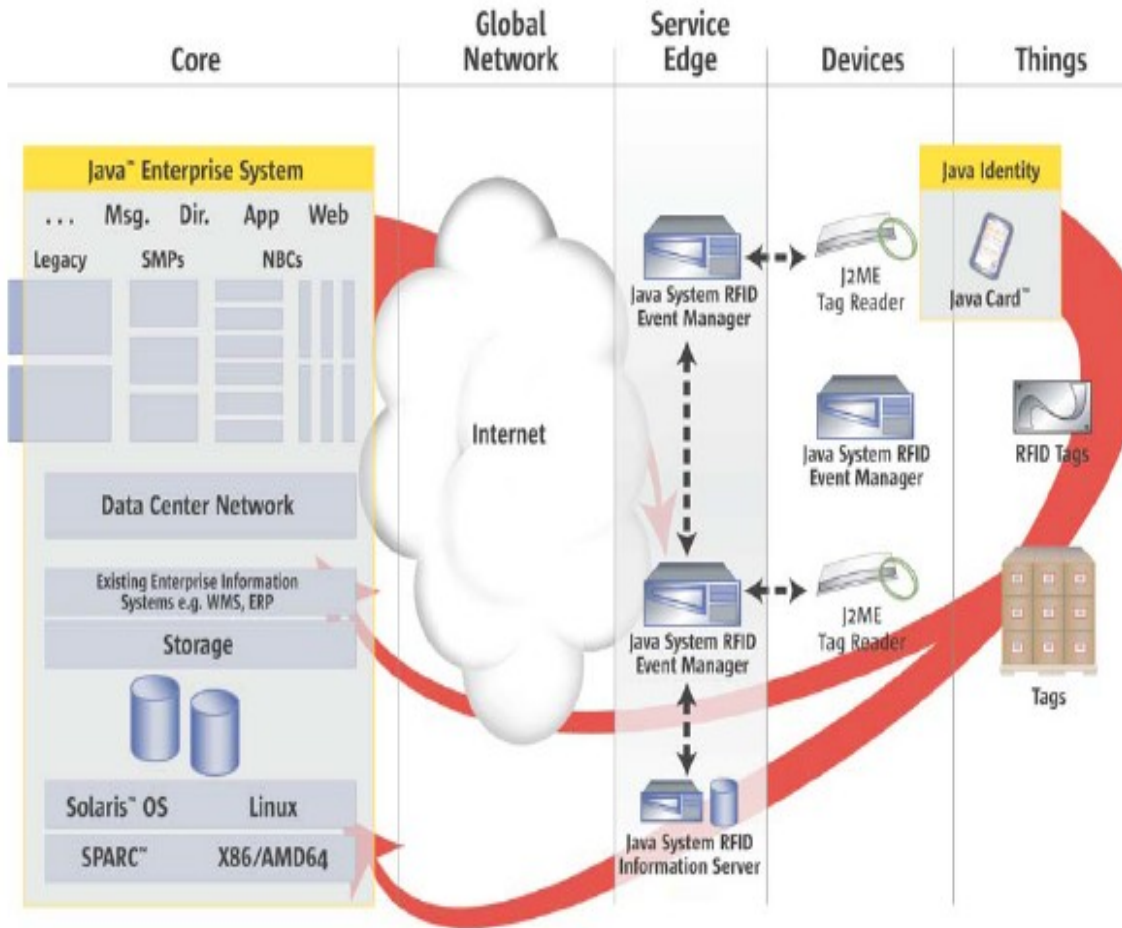 Core
Global
Network
Service
Edge
Devices
Things
Java™ Enterprise System
... Msg. Dir. App Web
Legacy SMPs NBCs
Data Center Network
Existing Enterprise Information
Systems e.g. WMS, ERP
Storage
Solaris™ OS Linux
SPARC™ X86/AMD64
Internet
Java System RFID
Event Manager
Java System RFID
Event Manager
Java System RFID
Information Server
J2ME
Tag Reader
Java System RFID
Event Manager
J2ME
Tag Reader
Java Identity
Java Card™
RFID Tags
Tags